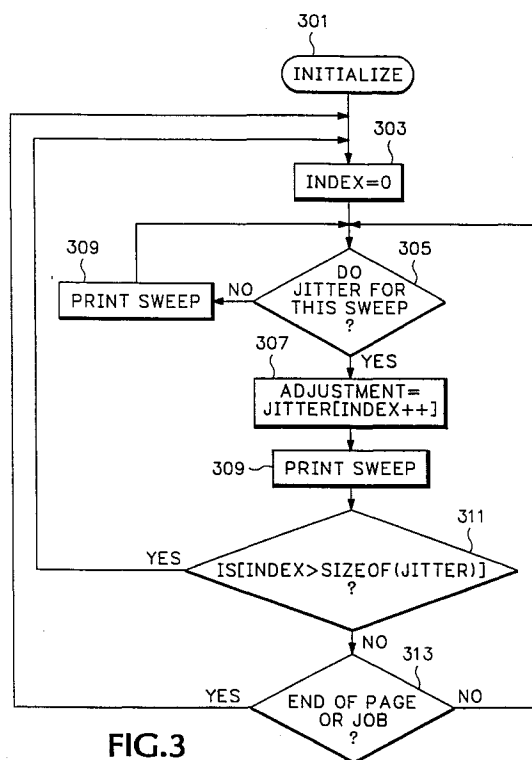 301
INITIALIZE
303
INDEX=0
305
309
DO
JITTER FOR
THIS SWEEP
?
NO
PRINT SWEEP
YES
307
ADJUSTMENT=
JITTER[INDEX++]
309
PRINT SWEEP
311
YES
IS[INDEX>SIZEOF(JITTER)]
?
NO
313
YES
END OF PAGE
OR JOB
?
NO
FIG.3